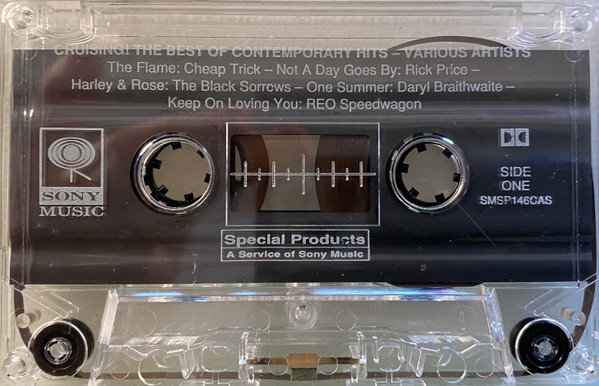 CRUISING! THE BEST OF CONTEMPORARY HITS – VARIOUS ARTISTS
The Flame: Cheap Trick – Not A Day Goes By: Rick Price –
Harley & Rose: The Black Sorrows – One Summer: Daryl Braithwaite –
Keep On Loving You: REO Speedwagon
SONY
MUSIC
SIDE
ONE
SMSP146CAS
Special Products
A Service of Sony Music